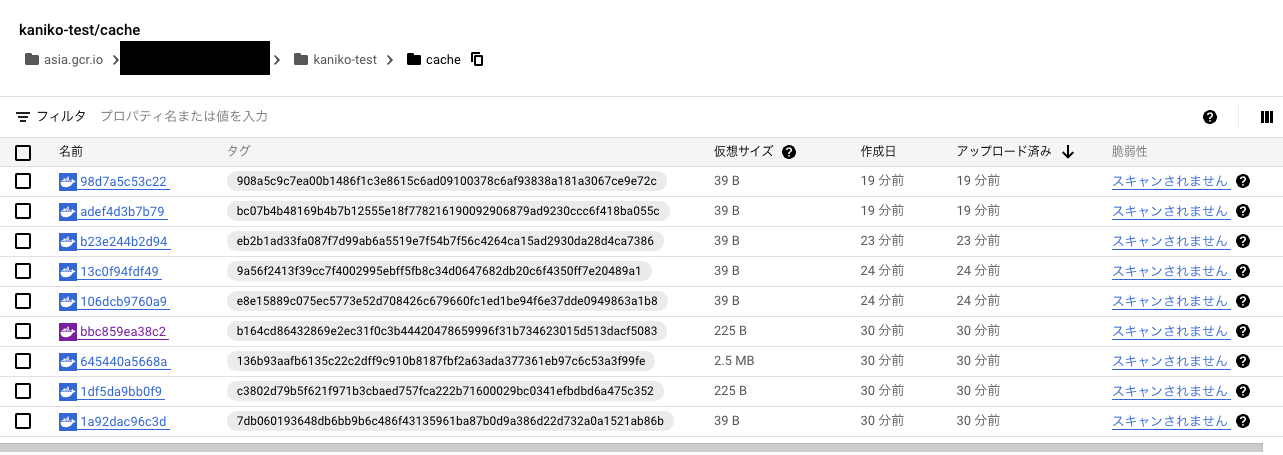 kaniko-test/cache
asia.gcr.io kaniko-test cache
フィルタ プロパティ名または値を入力
名前 タグ 仮想サイズ 作成日 アップロード済み 脆弱性
98d7a5c53c22 908a5c9c7ea00b1486f1c3e8615c6ad09100378c6af93838a181a3067ce9e72c 39 B 19 分前 19 分前 スキャンされません
adef4d3b7b79 bc07b4b48169b4b7b12555e18f778216190092906879ad9230ccc6f418ba055c 39 B 19 分前 19 分前 スキャンされません
b23e244b2d94 eb2b1ad33fa087f7d99ab6a5519e7f54b7f56c4264ca15ad2930da28d4ca7386 39 B 23 分前 23 分前 スキャンされません
13c0f94fdf49 9a56f2413f39cc7f4002995ebff5fb8c34d0647682db20c6f4350ff7e20489a1 39 B 24 分前 24 分前 スキャンされません
106dcb9760a9 e8e15889c075ec5773e52d708426c679660fc1ed1be94f6e37dde0949863a1b8 39 B 24 分前 24 分前 スキャンされません
bbc859ea38c2 b164cd86432869e2ec31f0c3b44420478659996f31b734623015d513dacf5083 225 B 30 分前 30 分前 スキャンされません
645440a5668a 136b93aafb6135c22c2dff9c910b8187fbf2a63ada377361eb97c6c53a3f99fe 2.5 MB 30 分前 30 分前 スキャンされません
1df5da9bb0f9 c3802d79b5f621f971b3cbaed757fca222b71600029bc0341efbdbd6a475c352 225 B 30 分前 30 分前 スキャンされません
1a92dac96c3d 7db060193648db6bb9b6c486f43135961ba87b0d9a386d22d732a0a1521ab86b 39 B 30 分前 30 分前 スキャンされません